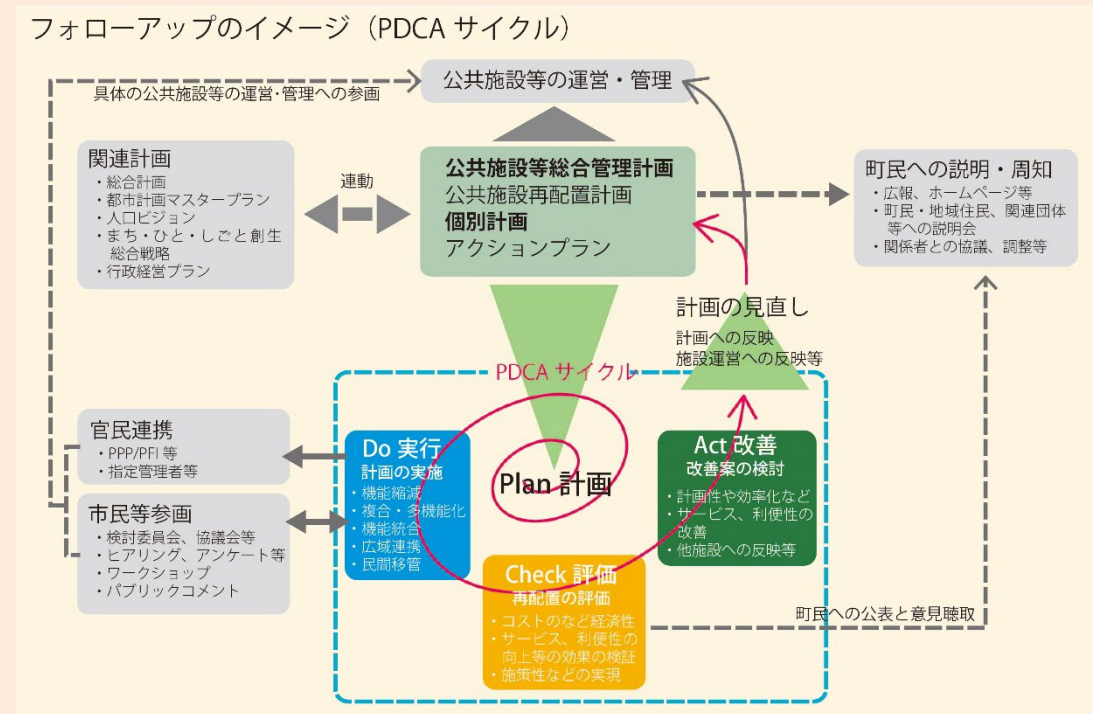 フォローアップのイメージ（PDCA サイクル）
公共施設等の運営・管理
具体の公共施設等の運営・管理への参画
関連計画
・総合計画
・都市計画マスタープラン
・人口ビジョン
・まち・ひと・しごと創生
総合戦略
・行政経営プラン
連動
公共施設等総合管理計画
公共施設再配置計画
個別計画
アクションプラン
町民への説明・周知
・広報、ホームページ等
・町民・地域住民、関連団体
等への説明会
・関係者との協議、調整等
計画の見直し
計画への反映
施設運営への反映等
PDCA サイクル
官民連携
・PPP/PFI 等
・指定管理者等
市民等参画
・検討委員会、協議会等
・ヒアリング、アンケート等
・ワークショップ
・パブリックコメント
Do 実行
計画の実施
・機能縮減
・複合・多機能化
・機能統合
・広域連携
・民間移管
Plan 計画
Act 改善
改善案の検討
・計画性や効率化など
・サービス、利便性の
改善
・他施設への反映等
Check 評価
再配置の評価
・コストのなど経済性
・サービス、利便性の
向上等の効果の検証
・施策性などの実現
町民への公表と意見聴取